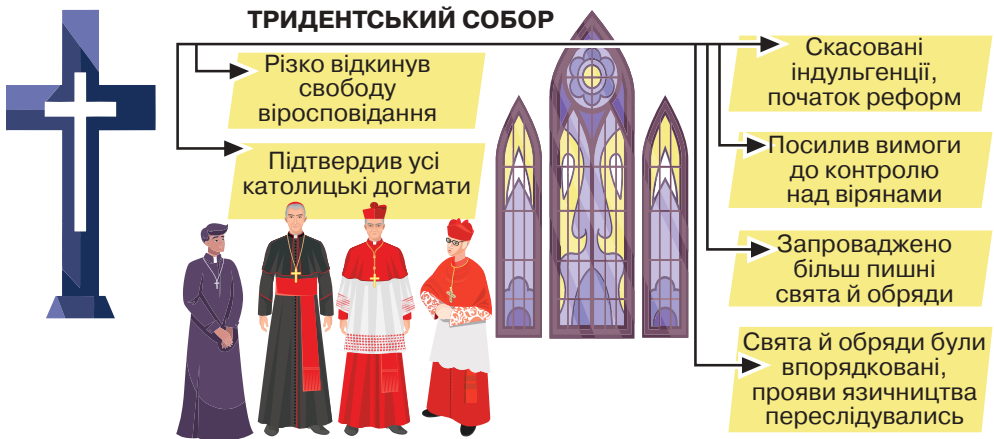 ТРИДЕНТСЬКИЙ СОБОР
Різко відкинув
свободу
віросповідання
Підтвердив усі
католицькі догмати
Скасовані
індульгенції,
початок реформ
Посилив вимоги
до контролю
над вірянами
Запроваджено
більш пишні
свята й обряди
Свята й обряди були
впорядковані,
прояви язичництва
переслідувались